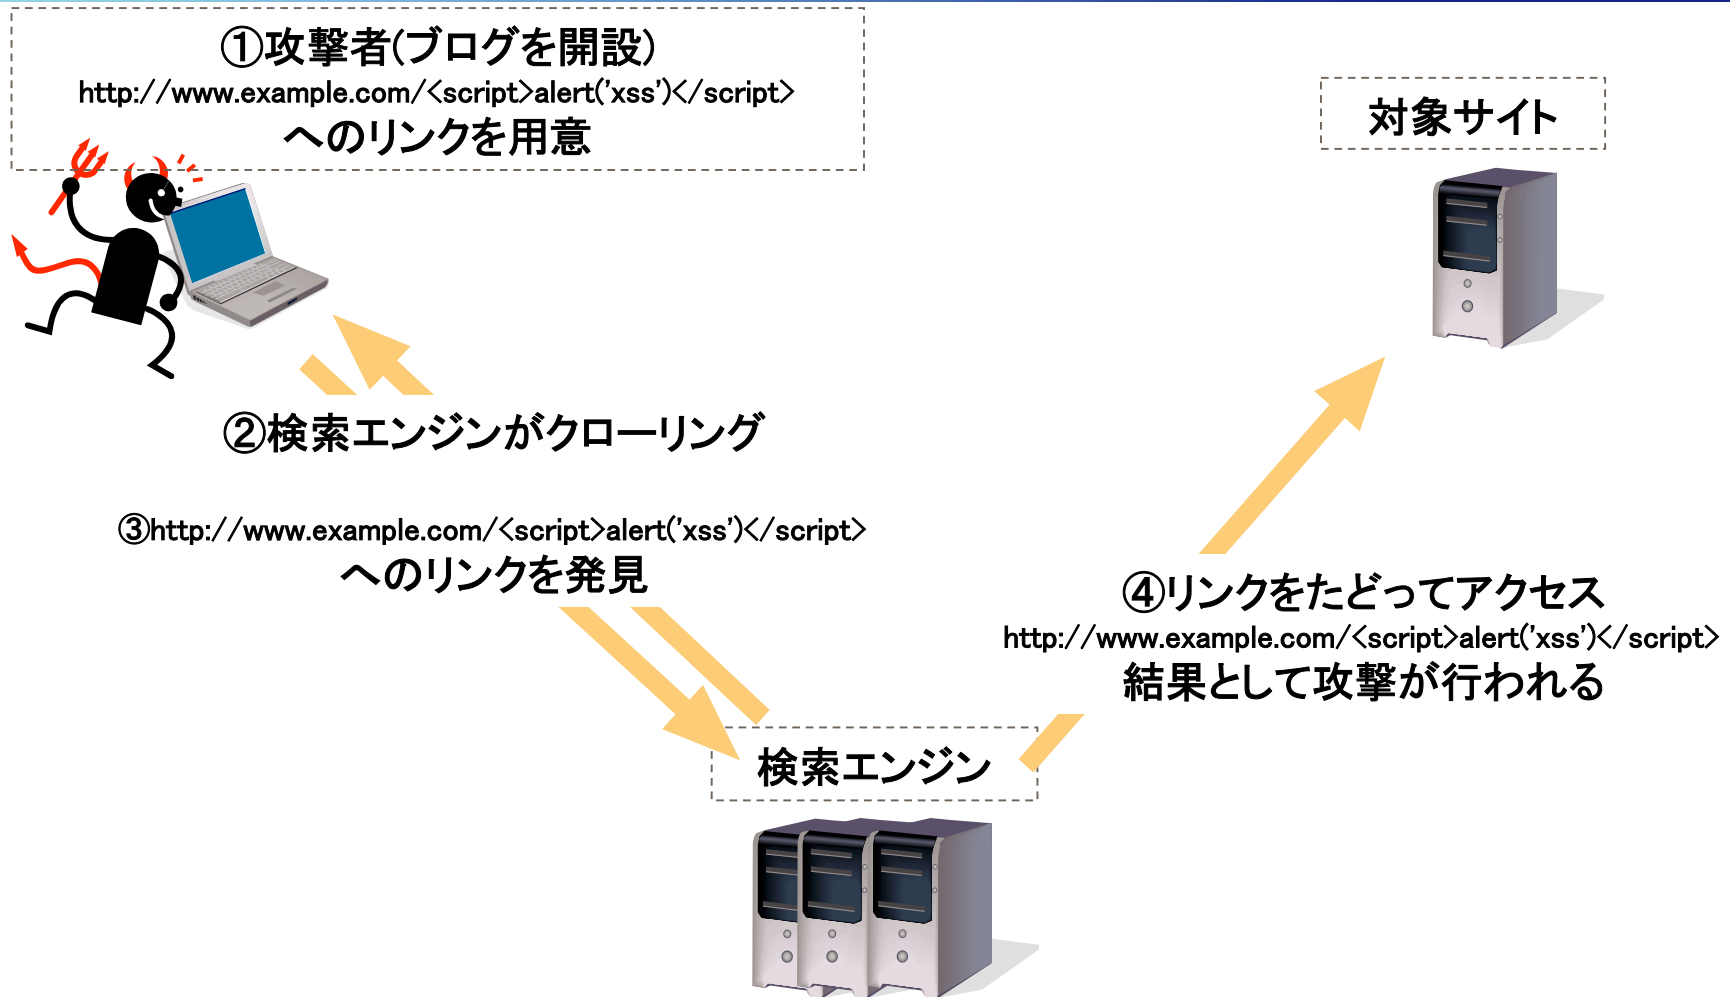 ①攻撃者(ブログを開設)
http://www.example.com/<script>alert('xss')</script>
へのリンクを用意
対象サイト
②検索エンジンがクローリング
③http://www.example.com/<script>alert('xss')</script>
へのリンクを発見
④リンクをたどってアクセス
http://www.example.com/<script>alert('xss')</script>
結果として攻撃が行われる
検索エンジン